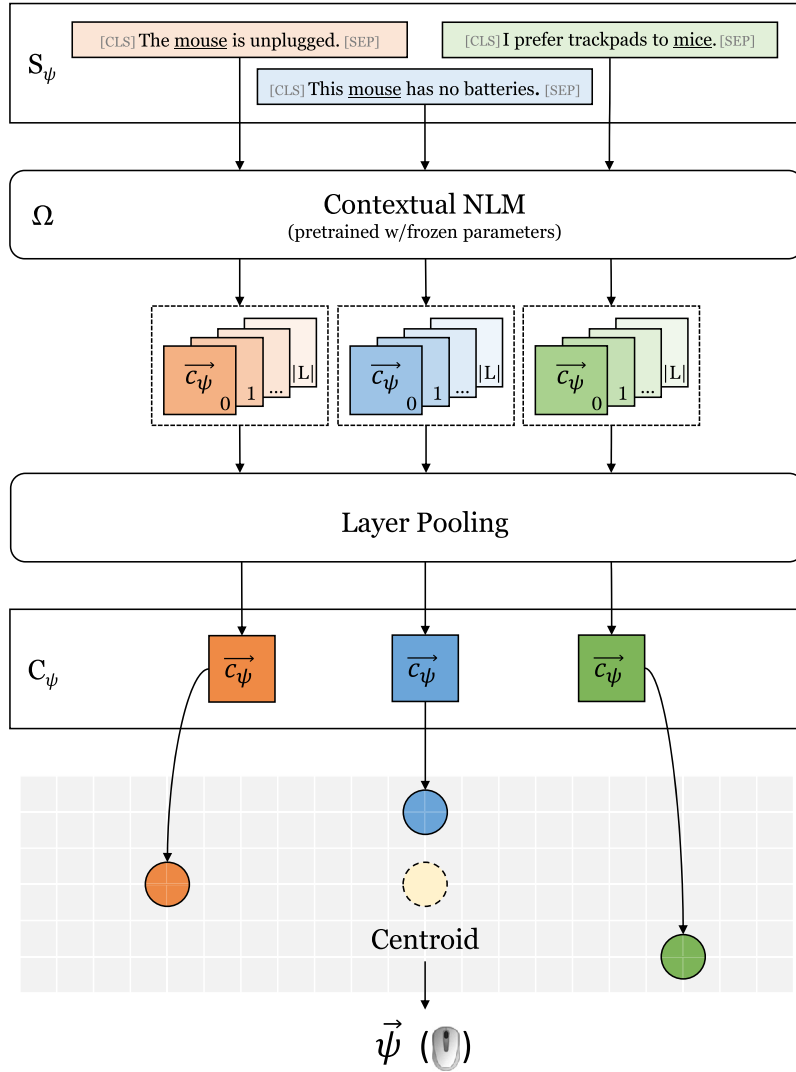 [CLS] The mouse is unplugged. [SEP]
[CLS] I prefer trackpads to mice. [SEP]
S_ψ
[CLS] This mouse has no batteries. [SEP]
Ω
Contextual NLM
(pretrained w/frozen parameters)
c_ψ→ 0 1 ... |L|
c_ψ→ 0 1 ... |L|
c_ψ→ 0 1 ... |L|
Layer Pooling
C_ψ
c_ψ→
c_ψ→
c_ψ→
Centroid
ψ→ ( )